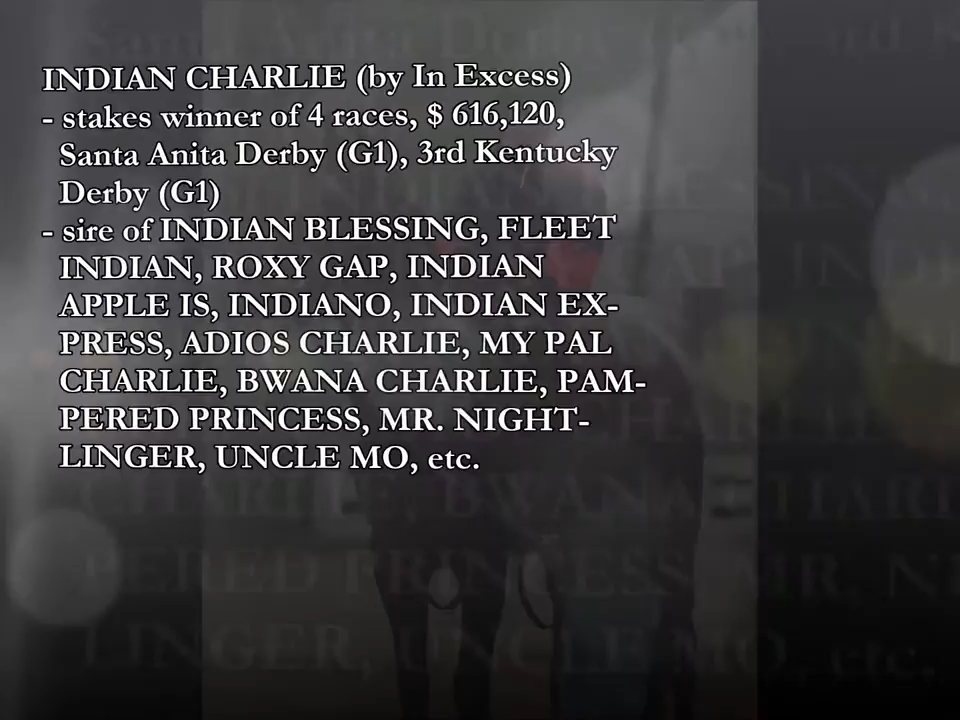 INDIAN CHARLIE (by In Excess)
- stakes winner of 4 races, $ 616,120,
Santa Anita Derby (G1), 3rd Kentucky
Derby (G1)
- sire of INDIAN BLESSING, FLEET
INDIAN, ROXY GAP, INDIAN
APPLE IS, INDIANO, INDIAN EX-
PRESS, ADIOS CHARLIE, MY PAL
CHARLIE, BWANA CHARLIE, PAM-
PERED PRINCESS, MR. NIGHT-
LINGER, UNCLE MO, etc.